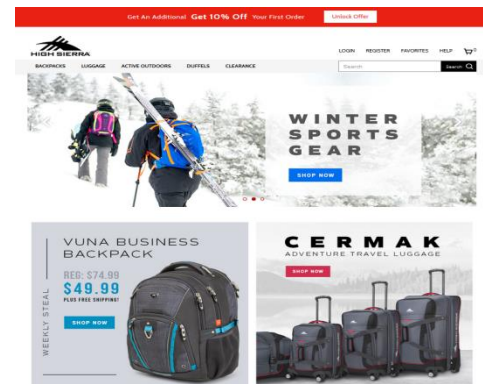 Get An Additional Get 10% Off Your First Order Unlock Offer
HIGH SIERRA
LOGIN REGISTER FAVORITES HELP 0
BACKPACKS LUGGAGE ACTIVE OUTDOORS DUFFELS CLEARANCE
Search Search
WINTER
SPORTS
GEAR
SHOP NOW
WEEKLY STEAL
VUNA BUSINESS
BACKPACK
REG: $74.99
$49.99
PLUS FREE SHIPPING!
SHOP NOW
CERMAK
ADVENTURE TRAVEL LUGGAGE
SHOP NOW